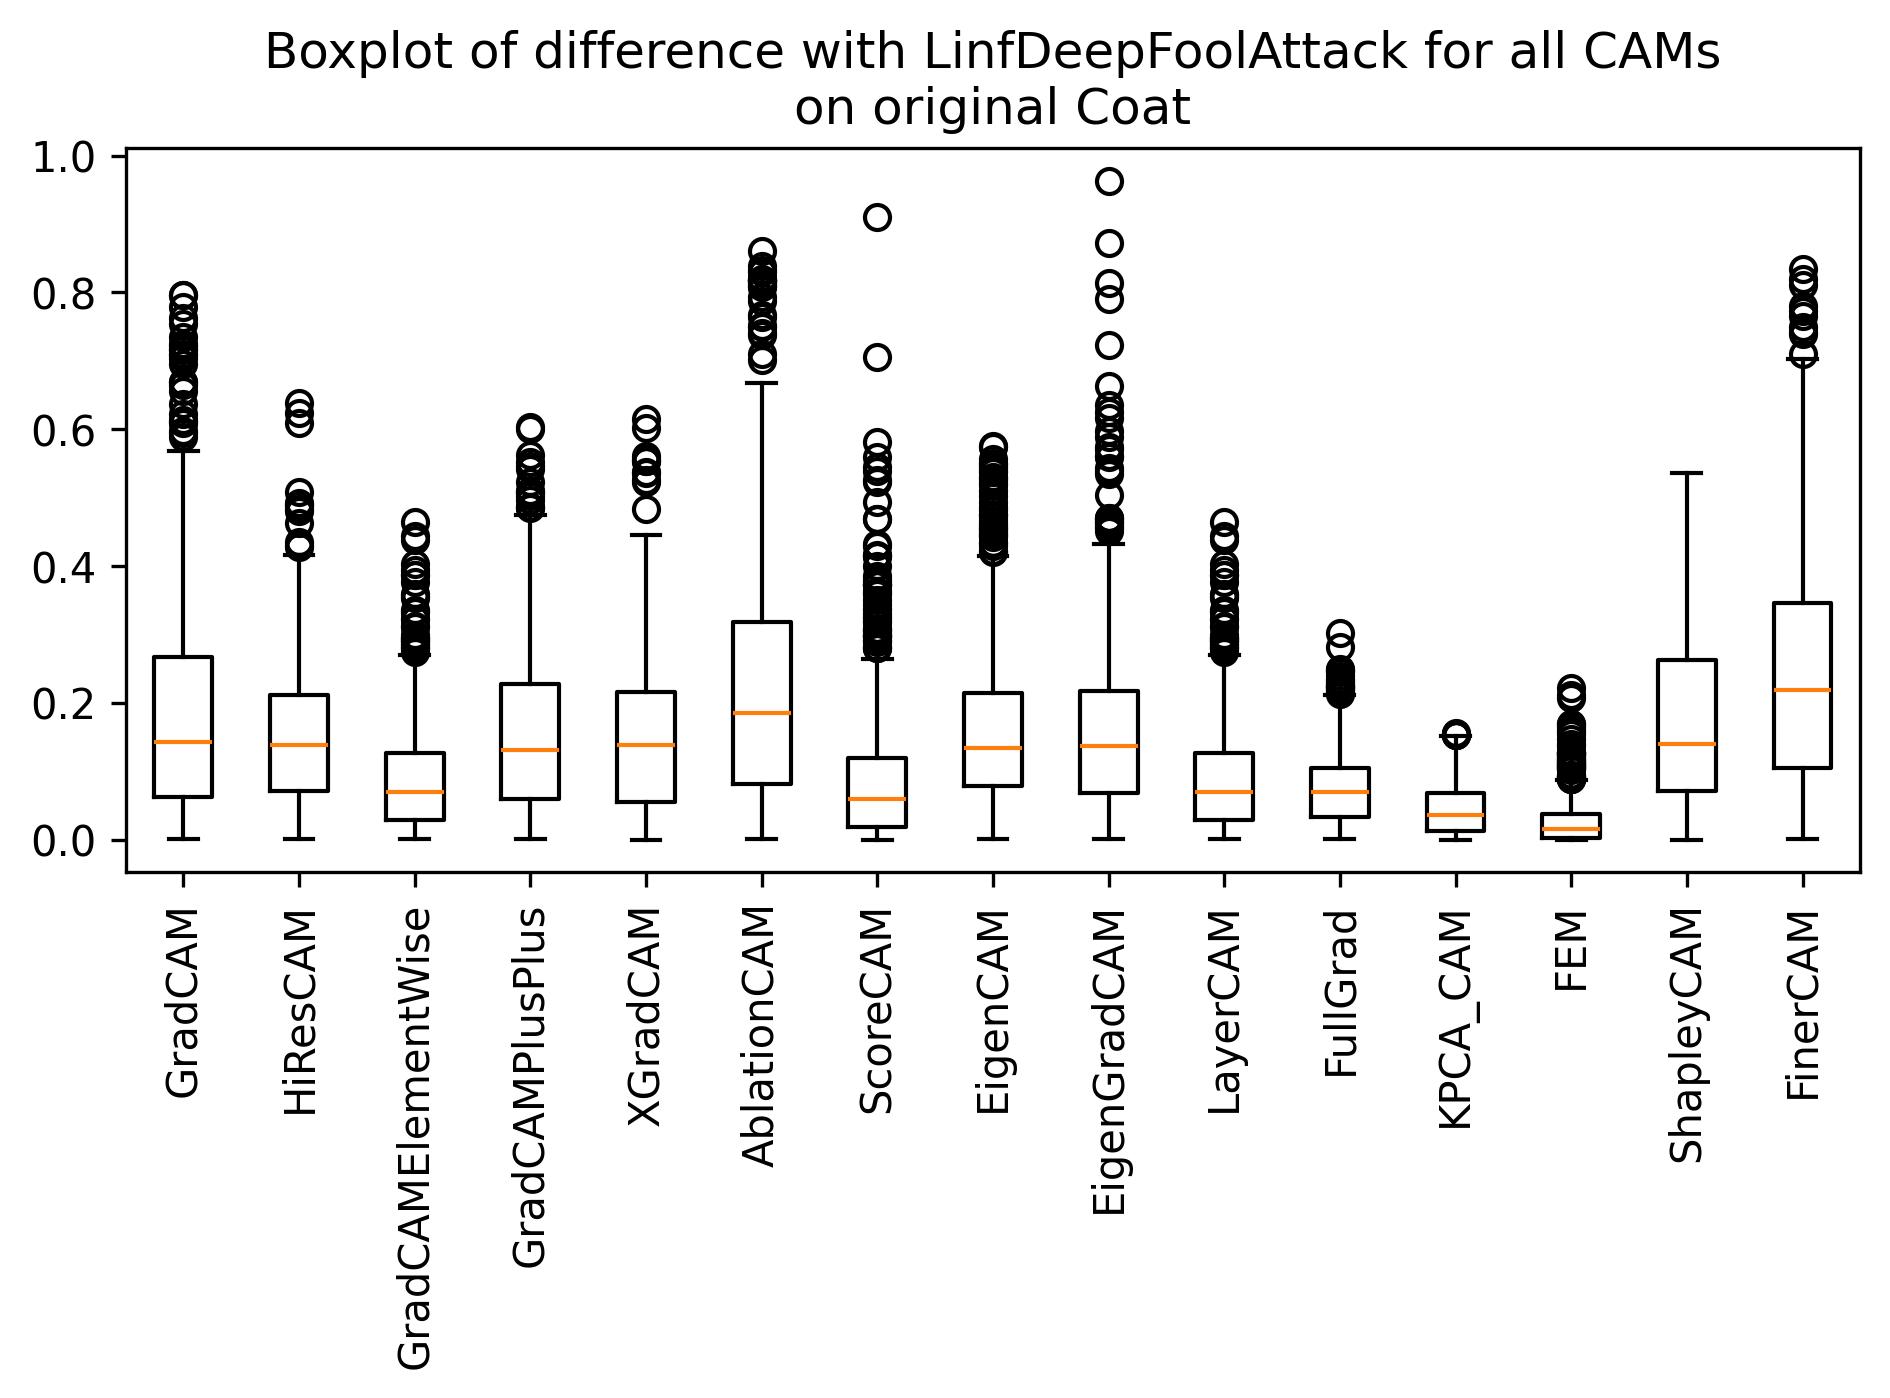 Boxplot of difference with LinfDeepFoolAttack for all CAMs
on original Coat
1.0
0.8
0.6
0.4
0.2
0.0
GradCAM
HiResCAM
GradCAMElementWise
GradCAMPlusPlus
XGradCAM
AblationCAM
ScoreCAM
EigenCAM
EigenGradCAM
LayerCAM
FullGrad
KPCA_CAM
FEM
ShapleyCAM
FinerCAM